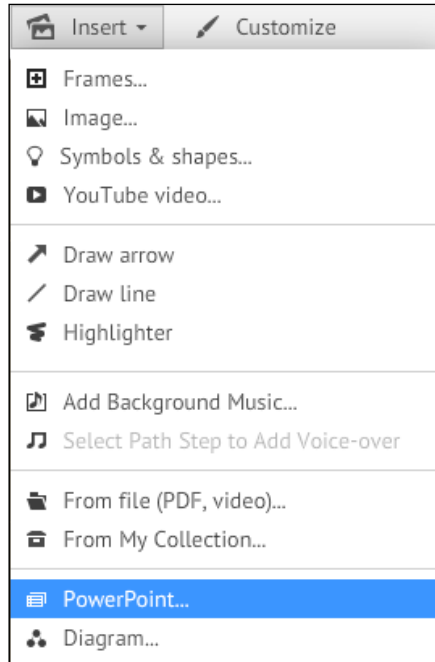 Insert Customize
Frames...
Image...
Symbols & shapes...
YouTube video...
Draw arrow
Draw line
Highlighter
Add Background Music...
Select Path Step to Add Voice-over
From file (PDF, video)...
From My Collection...
PowerPoint...
Diagram...